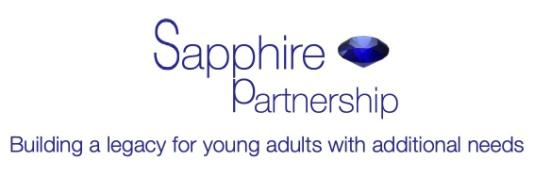 Sapphire
Partnership
Building a legacy for young adults with additional needs